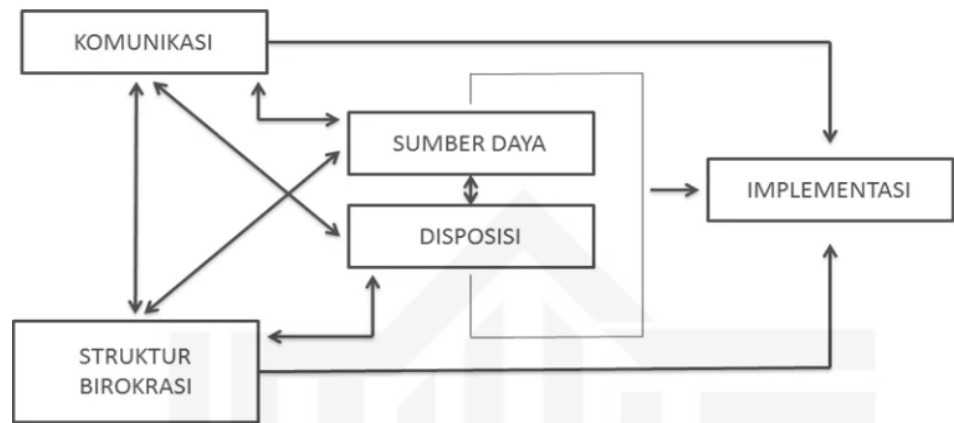 KOMUNIKASI
SUMBER DAYA
IMPLEMENTASI
DISPOSISI
STRUKTUR
BIROKRASI